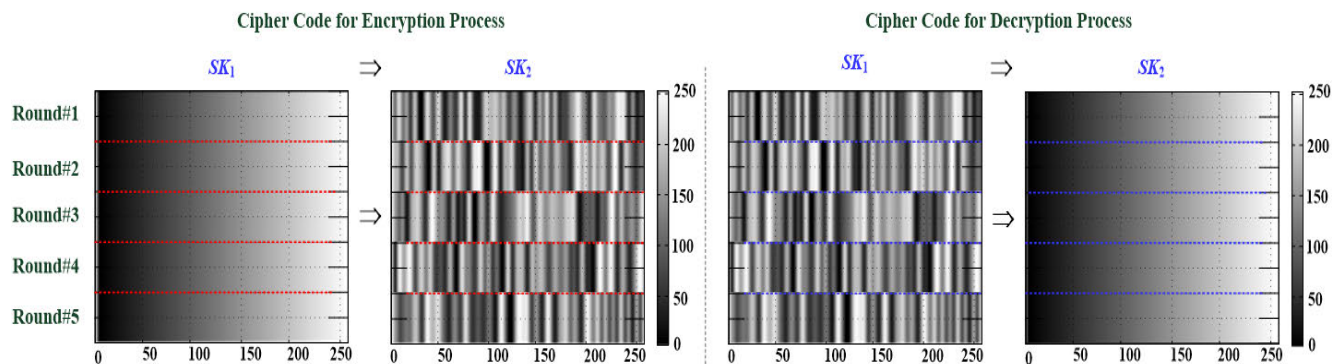 Cipher Code for Encryption Process
Cipher Code for Decryption Process
SK1 ⇒ SK2
SK1 ⇒ SK2
Round#1
Round#2
Round#3
Round#4
Round#5
⇒
⇒
250
200
150
100
50
0
250
200
150
100
50
0
0 50 100 150 200 250
0 50 100 150 200 250
0 50 100 150 200 250
0 50 100 150 200 250